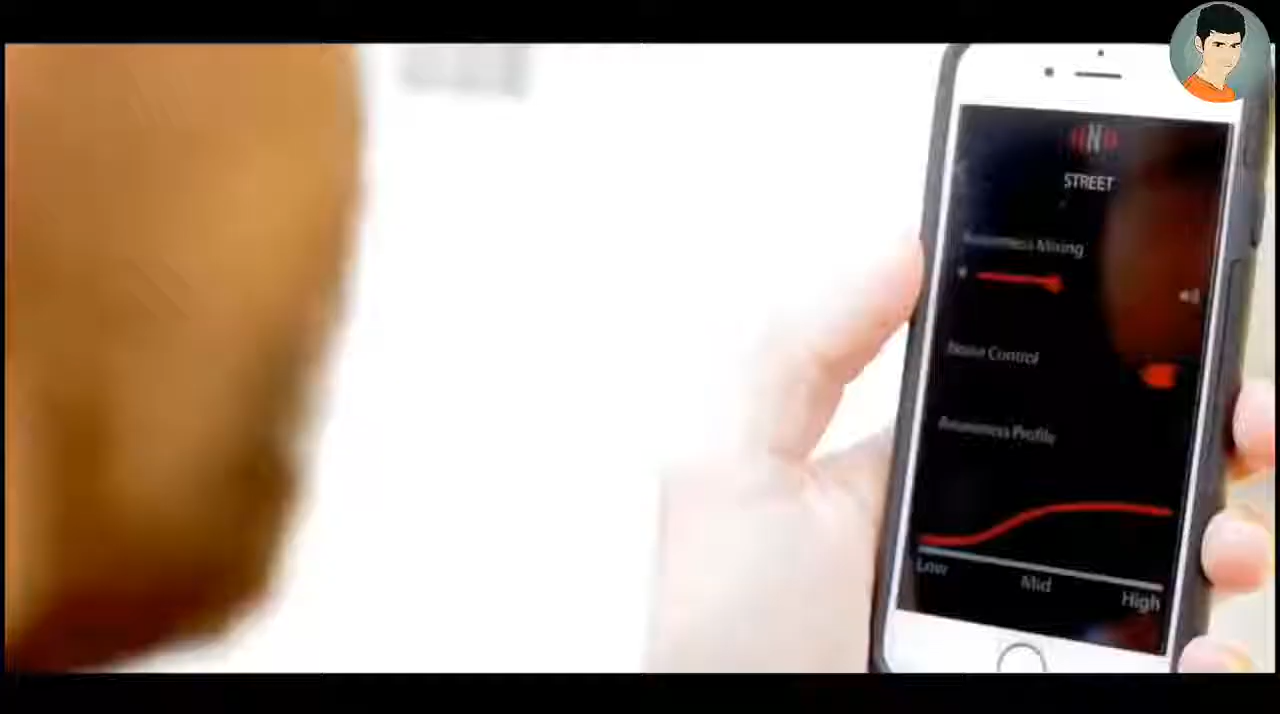 STREET
Awareness Mixing
Noise Control
Awareness Profile
Low
Mid
High